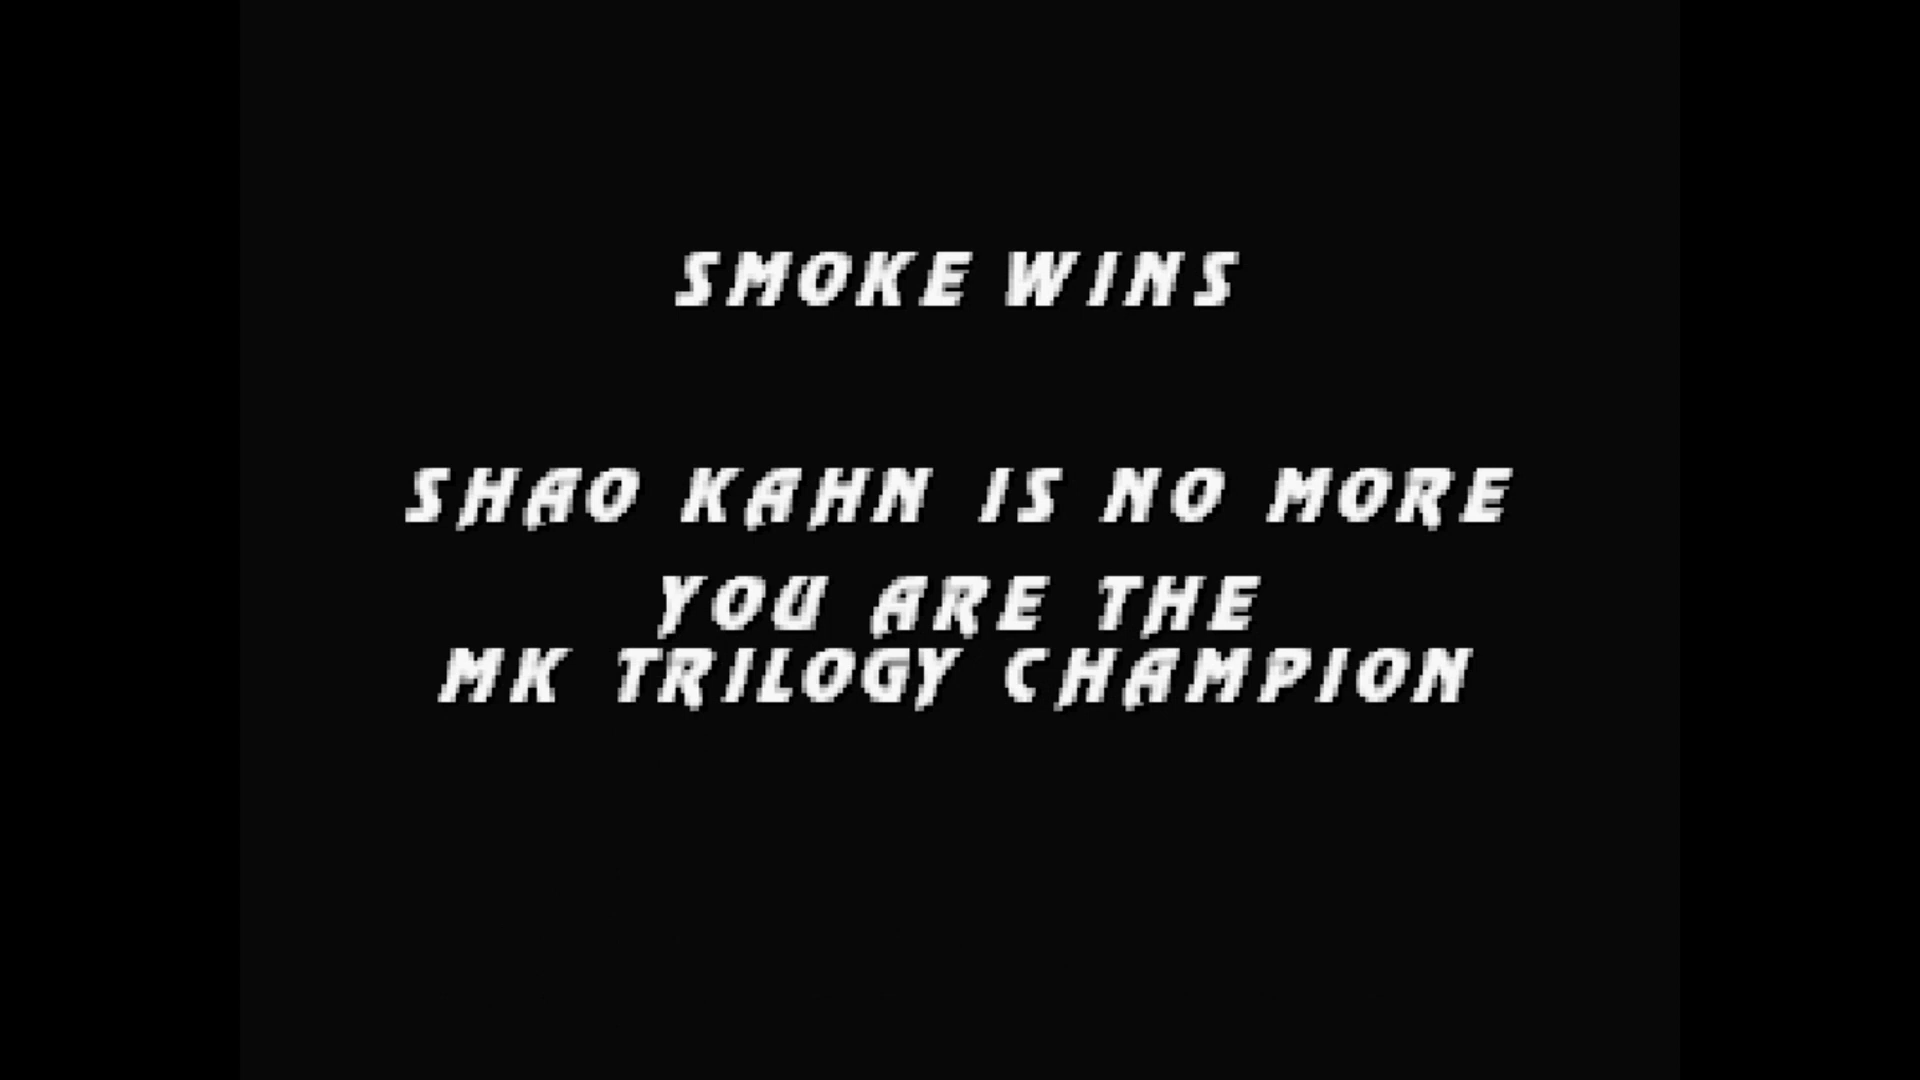 SMOKE WINS
SHAO KAHN IS NO MORE
YOU ARE THE
MK TRILOGY CHAMPION